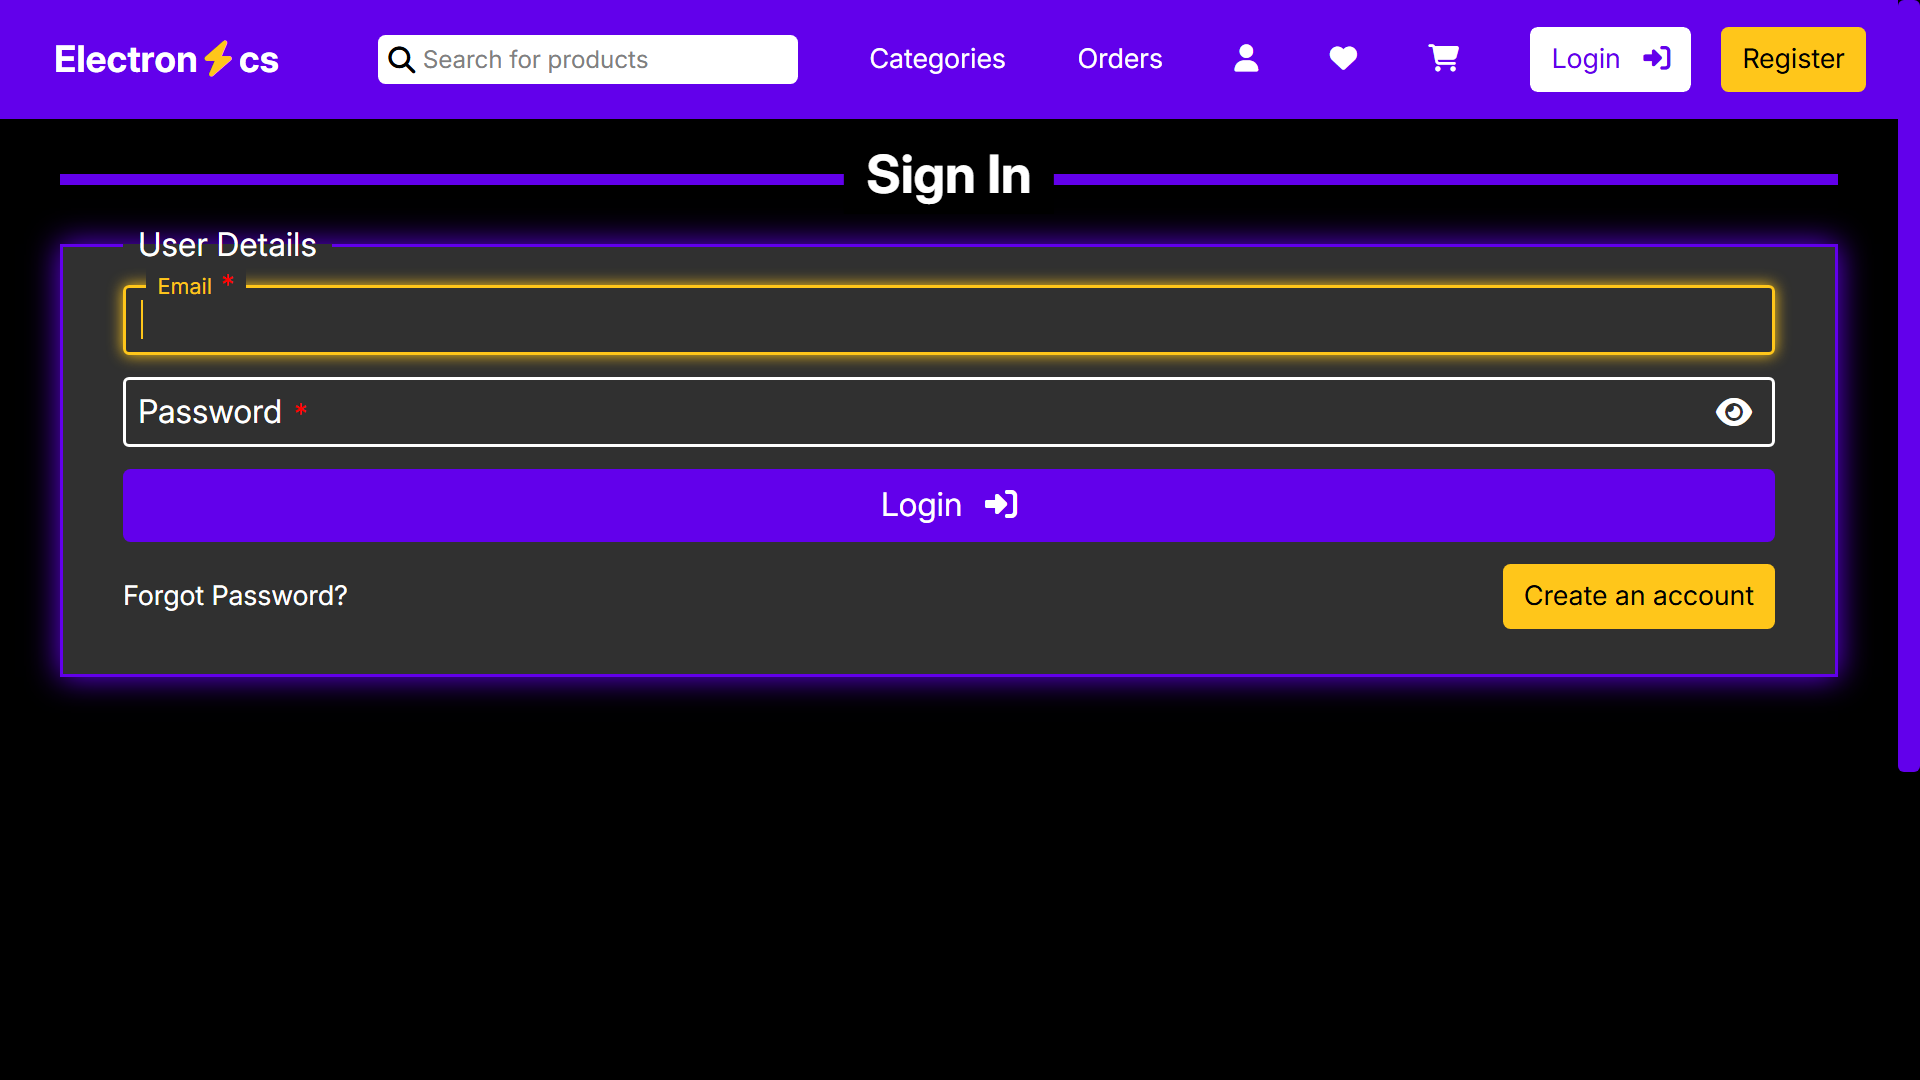 Electron⚡cs
Search for products
Categories
Orders
Login
Register
Sign In
User Details
Email *
Password *
Login
Forgot Password?
Create an account